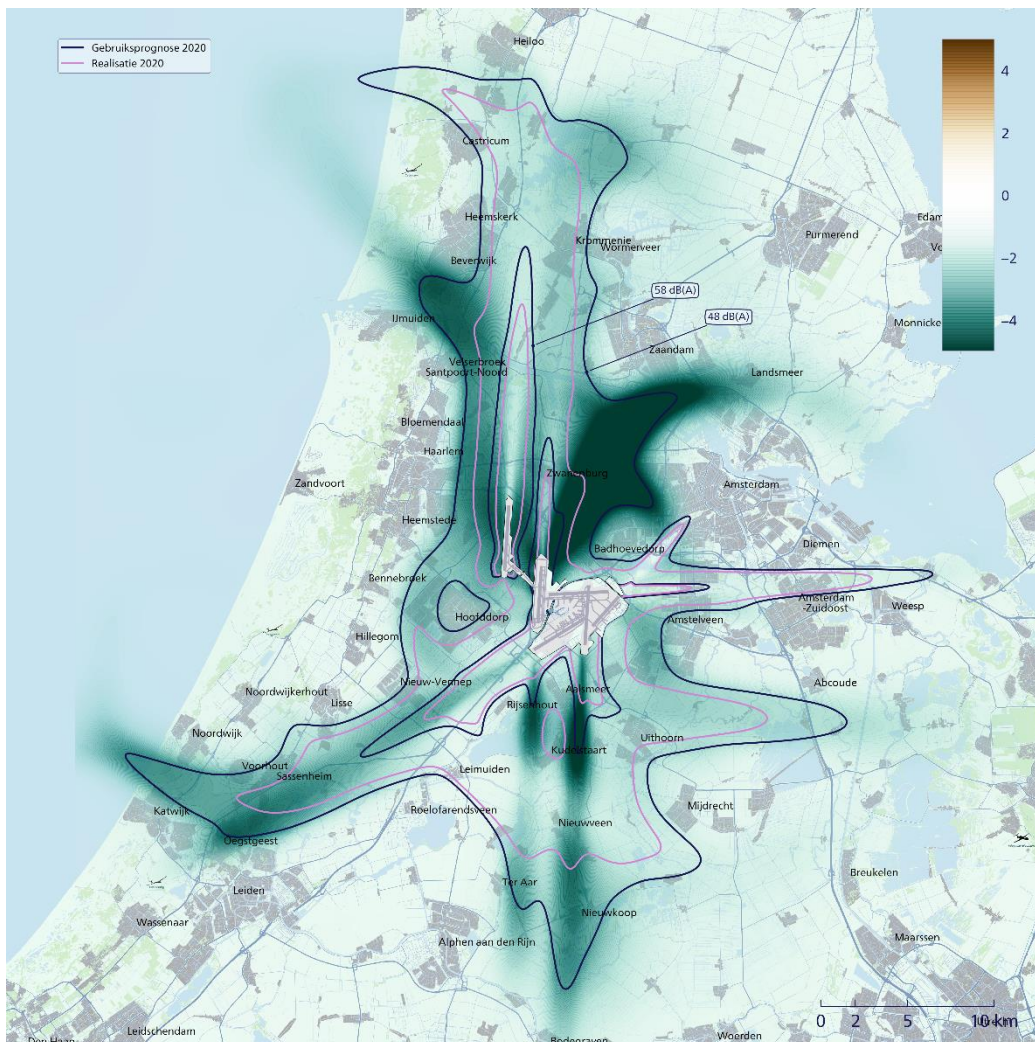 Gebruiksprognose 2020
Realisatie 2020
Heiloo
4
2
0
−2
−4
Castricum
Heemskerk
Krommenie
Wormerveer
Purmerend
Edam
Beverwijk
58 dB(A)
48 dB(A)
IJmuiden
Zaandam
Monnicke
Velserbroek
Santpoort-Noord
Landsmeer
Bloemendaal
Haarlem
Zandvoort
Zwanenburg
Amsterdam
Heemstede
Badhoevedorp
Diemen
Bennebroek
Amsterdam
-Zuidoost
Weesp
Hoofddorp
Amstelveen
Hillegom
Nieuw-Vennep
Abcoude
Noordwijkerhout
Lisse
Aalsmeer
Rijsenhout
Noordwijk
Uithoorn
Kudelstaart
Voorhout
Sassenheim
Leimuiden
Katwijk
Roelofarendsveen
Mijdrecht
Nieuwveen
Oegstgeest
Leiden
Ter Aar
Breukelen
Wassenaar
Nieuwkoop
Alphen aan den Rijn
Maarssen
Leidschendam
Den Haag
Bodegraven
Woerden
Utrecht
0 2 5 10 km